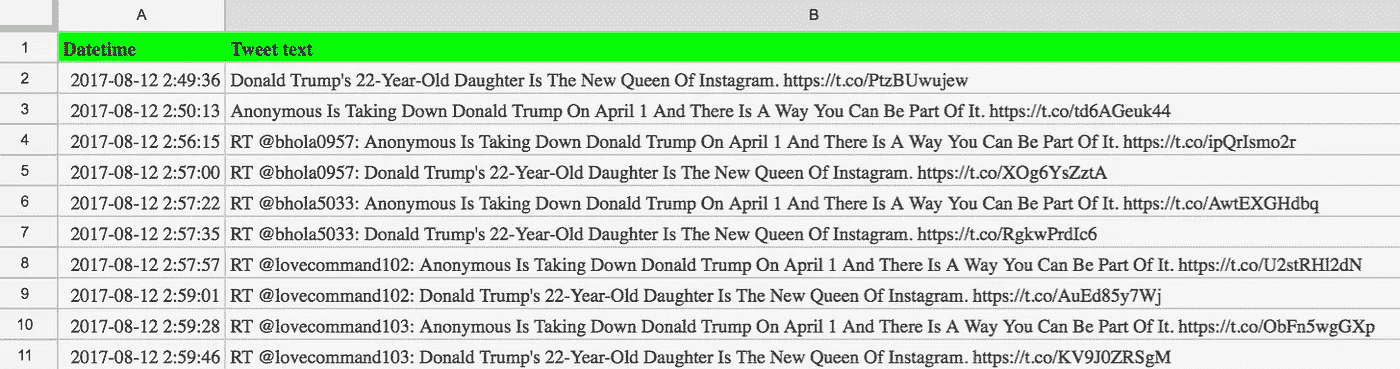 A B
1 Datetime Tweet text
2 2017-08-12 2:49:36 Donald Trump's 22-Year-Old Daughter Is The New Queen Of Instagram. https://t.co/PtzBUwujew
3 2017-08-12 2:50:13 Anonymous Is Taking Down Donald Trump On April 1 And There Is A Way You Can Be Part Of It. https://t.co/td6AGeuk44
4 2017-08-12 2:56:15 RT @bhola0957: Anonymous Is Taking Down Donald Trump On April 1 And There Is A Way You Can Be Part Of It. https://t.co/ipQrIsmo2r
5 2017-08-12 2:57:00 RT @bhola0957: Donald Trump's 22-Year-Old Daughter Is The New Queen Of Instagram. https://t.co/XOg6YsZztA
6 2017-08-12 2:57:22 RT @bhola5033: Anonymous Is Taking Down Donald Trump On April 1 And There Is A Way You Can Be Part Of It. https://t.co/AwtEXGHdbq
7 2017-08-12 2:57:35 RT @bhola5033: Donald Trump's 22-Year-Old Daughter Is The New Queen Of Instagram. https://t.co/RgkwPrdIc6
8 2017-08-12 2:57:57 RT @lovecommand102: Anonymous Is Taking Down Donald Trump On April 1 And There Is A Way You Can Be Part Of It. https://t.co/U2stRHl2dN
9 2017-08-12 2:59:01 RT @lovecommand102: Donald Trump's 22-Year-Old Daughter Is The New Queen Of Instagram. https://t.co/AuEd85y7Wj
10 2017-08-12 2:59:28 RT @lovecommand103: Anonymous Is Taking Down Donald Trump On April 1 And There Is A Way You Can Be Part Of It. https://t.co/ObFn5wgGXp
11 2017-08-12 2:59:46 RT @lovecommand103: Donald Trump's 22-Year-Old Daughter Is The New Queen Of Instagram. https://t.co/KV9J0ZRSgM